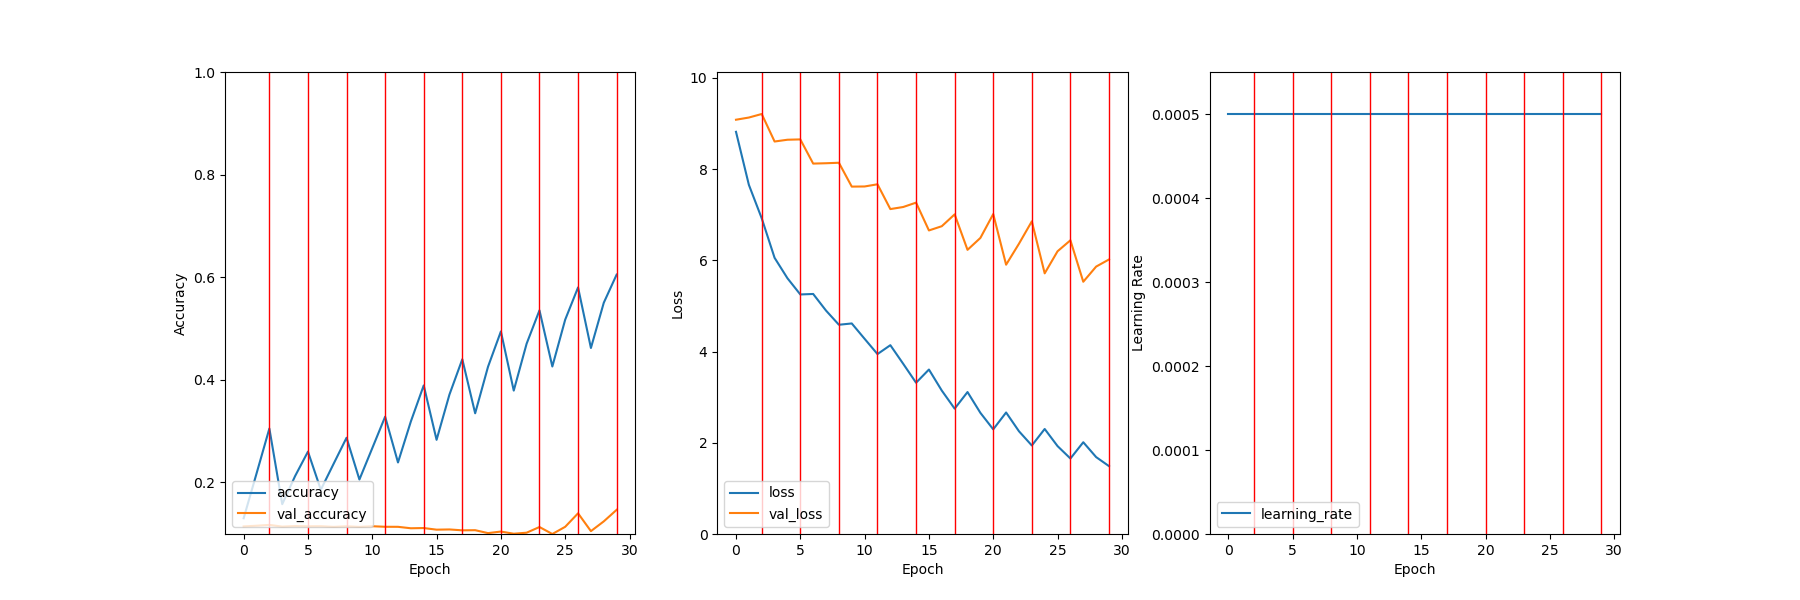 1.0
0.8
0.6
0.4
0.2
Accuracy
accuracy
val_accuracy
0 5 10 15 20 25 30
Epoch
10
8
6
4
2
0
Loss
loss
val_loss
0 5 10 15 20 25 30
Epoch
0.0005
0.0004
0.0003
0.0002
0.0001
0.0000
Learning Rate
learning_rate
0 5 10 15 20 25 30
Epoch